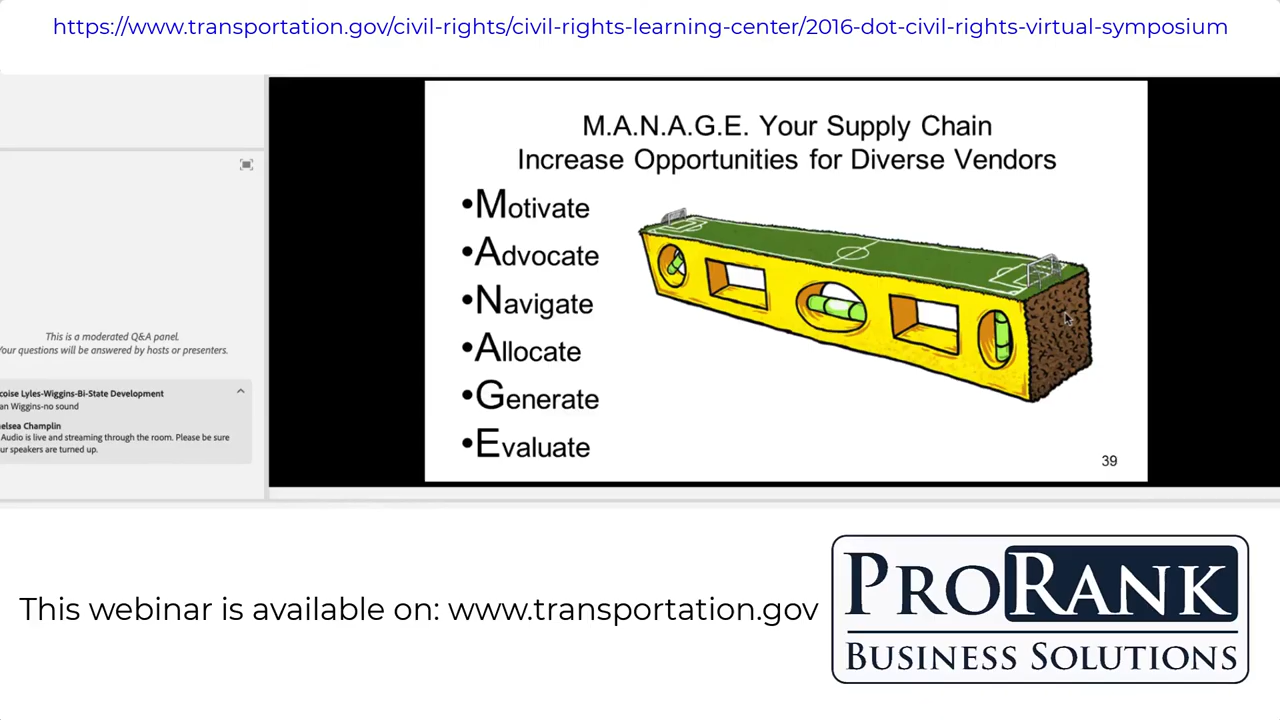 https://www.transportation.gov/civil-rights/civil-rights-learning-center/2016-dot-civil-rights-virtual-symposium
M.A.N.A.G.E. Your Supply Chain
Increase Opportunities for Diverse Vendors
•Motivate
•Advocate
•Navigate
•Allocate
•Generate
•Evaluate
39
This is a moderated Q&A panel.
Your questions will be answered by hosts or presenters.
coise Lyles-Wiggins-Bi-State Development
an Wiggins-no sound
elsea Champlin
Audio is live and streaming through the room. Please be sure
ur speakers are turned up.
This webinar is available on: www.transportation.gov
PRORANK
BUSINESS SOLUTIONS